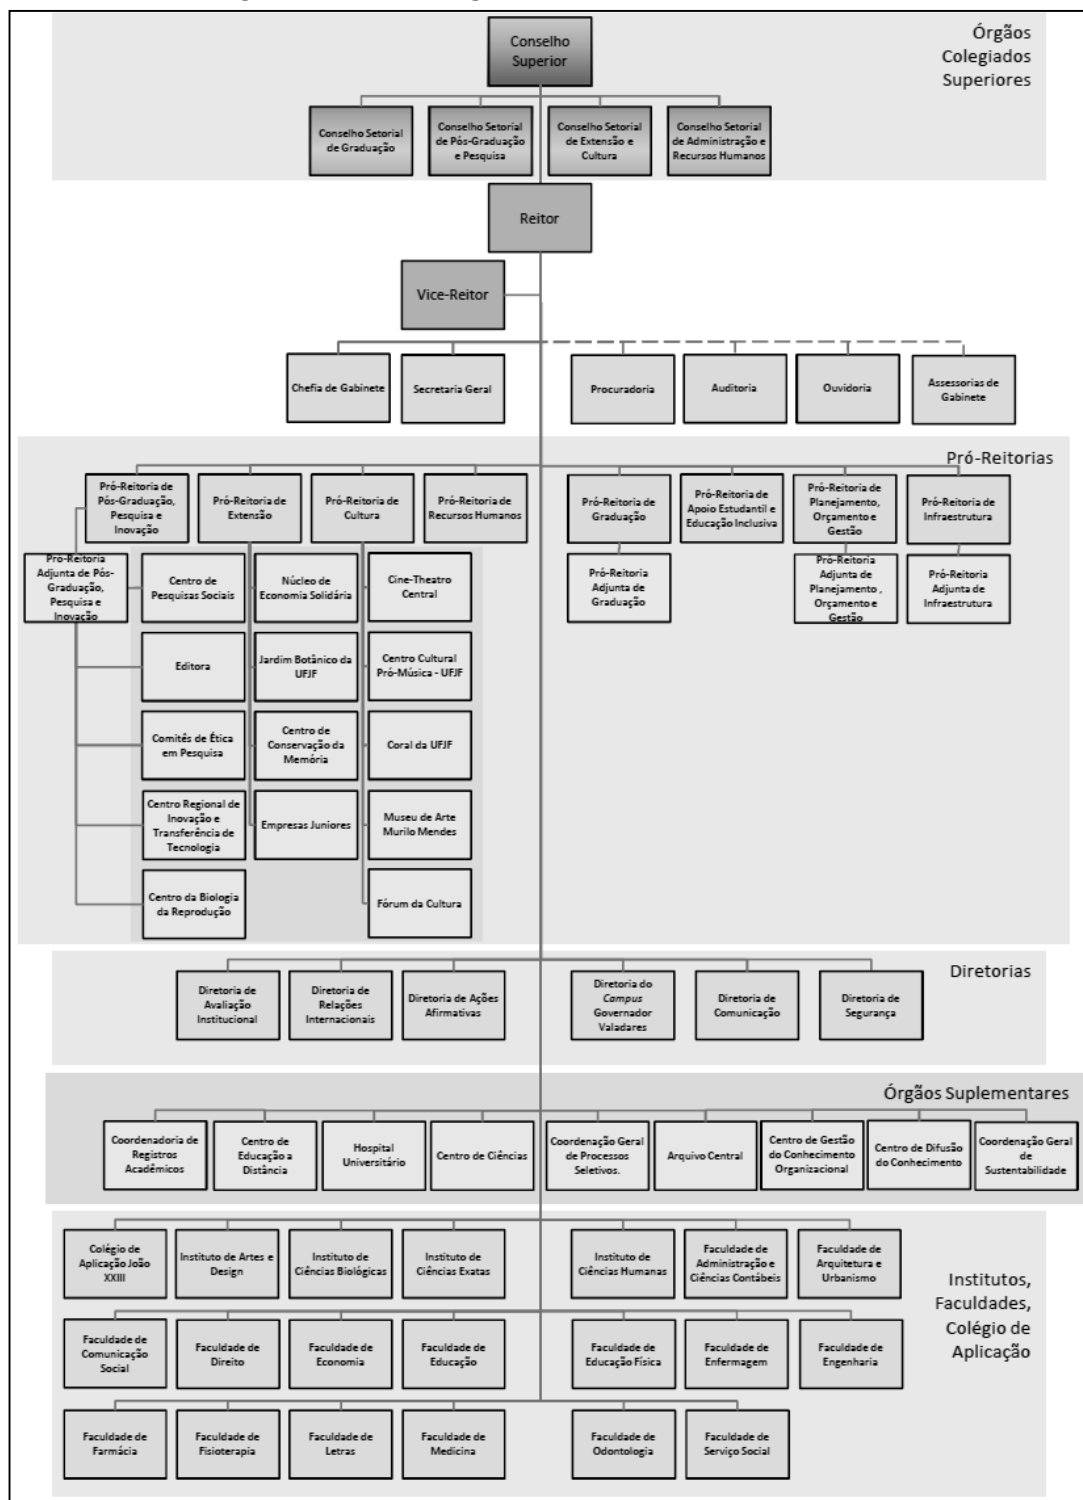 Órgãos
Colegiados
Superiores
Conselho
Superior
Conselho Setorial
de Graduação
Conselho Setorial
de Pós-Graduação
e Pesquisa
Conselho Setorial
de Extensão e
Cultura
Conselho Setorial
de Administração e
Recursos Humanos
Reitor
Vice-Reitor
Chefia de Gabinete
Secretaria Geral
Procuradoria
Auditoria
Ouvidoria
Assessorias de
Gabinete
Pró-Reitorias
Pró-Reitoria de
Pós-Graduação,
Pesquisa e
Inovação
Pró-Reitoria de
Extensão
Pró-Reitoria de
Cultura
Pró-Reitoria de
Recursos Humanos
Pró-Reitoria de
Graduação
Pró-Reitoria de
Apoio Estudantil e
Educação Inclusiva
Pró-Reitoria de
Planejamento,
Orçamento e
Gestão
Pró-Reitoria de
Infraestrutura
Pró-Reitoria
Adjunta de Pós-
Graduação,
Pesquisa e
Inovação
Centro de
Pesquisas Sociais
Núcleo de
Economia Solidária
Cine-Theatro
Central
Pró-Reitoria
Adjunta de
Graduação
Pró-Reitoria
Adjunta de
Planejamento ,
Orçamento e
Gestão
Pró-Reitoria
Adjunta de
Infraestrutura
Editora
Jardim Botânico da
UFJF
Centro Cultural
Pró-Música - UFJF
Comitês de Ética
em Pesquisa
Centro de
Conservação da
Memória
Coral da UFJF
Centro Regional de
Inovação e
Transferência de
Tecnologia
Empresas Juniores
Museu de Arte
Murilo Mendes
Centro da Biologia
da Reprodução
Fórum da Cultura
Diretorias
Diretoria de
Avaliação
Institucional
Diretoria de
Relações
Internacionais
Diretoria de Ações
Afirmativas
Diretoria do
Campus
Governador
Valadares
Diretoria de
Comunicação
Diretoria de
Segurança
Órgãos Suplementares
Coordenadoria de
Registros
Acadêmicos
Centro de
Educação a
Distância
Hospital
Universitário
Centro de Ciências
Coordenação Geral
de Processos
Seletivos.
Arquivo Central
Centro de Gestão
do Conhecimento
Organizacional
Centro de Difusão
do Conhecimento
Coordenação Geral
de
Sustentabilidade
Institutos,
Faculdades,
Colégio de
Aplicação
Colégio de
Aplicação João
XXIII
Instituto de Artes e
Design
Instituto de
Ciências Biológicas
Instituto de
Ciências Exatas
Instituto de
Ciências Humanas
Faculdade de
Administração e
Ciências Contábeis
Faculdade de
Arquitetura e
Urbanismo
Faculdade de
Comunicação
Social
Faculdade de
Direito
Faculdade de
Economia
Faculdade de
Educação
Faculdade de
Educação Física
Faculdade de
Enfermagem
Faculdade de
Engenharia
Faculdade de
Farmácia
Faculdade de
Fisioterapia
Faculdade de
Letras
Faculdade de
Medicina
Faculdade de
Odontologia
Faculdade de
Serviço Social